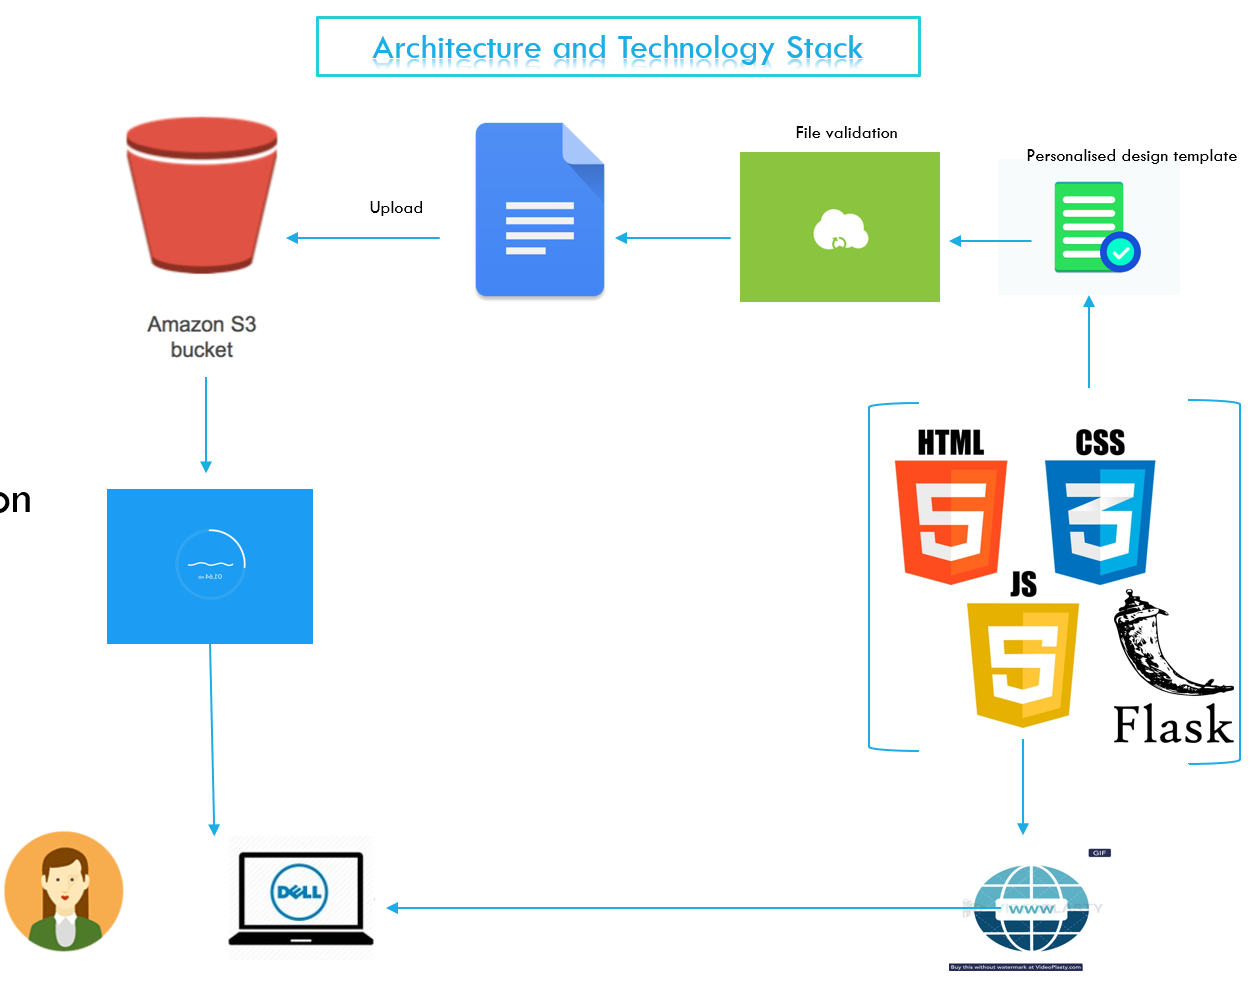 Architecture and Technology Stack
File validation
Personalised design template
Upload
Amazon S3
bucket
HTML
CSS
on
JS
Flask
DELL
GIF
WWW
Buy this without watermark at VideoPlasty.com